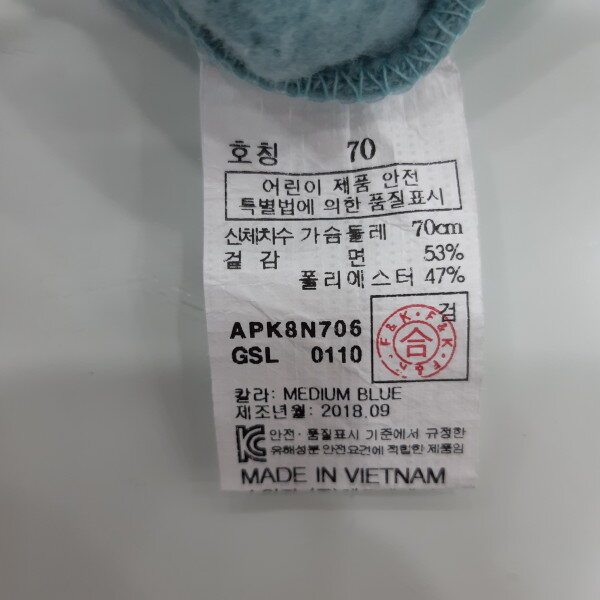 호칭 70
어린이 제품 안전
특별법에 의한 품질표시
신체치수 가슴둘레 70cm
겉감 면 53%
폴리에스터 47%
APK8N706
GSL 0110
검
F&K · F&K · F&K
合
칼라: MEDIUM BLUE
제조년월: 2018.09
KC 안전·품질표시 기준에서 규정한
유해성분 안전요건에 적합한 제품임
MADE IN VIETNAM